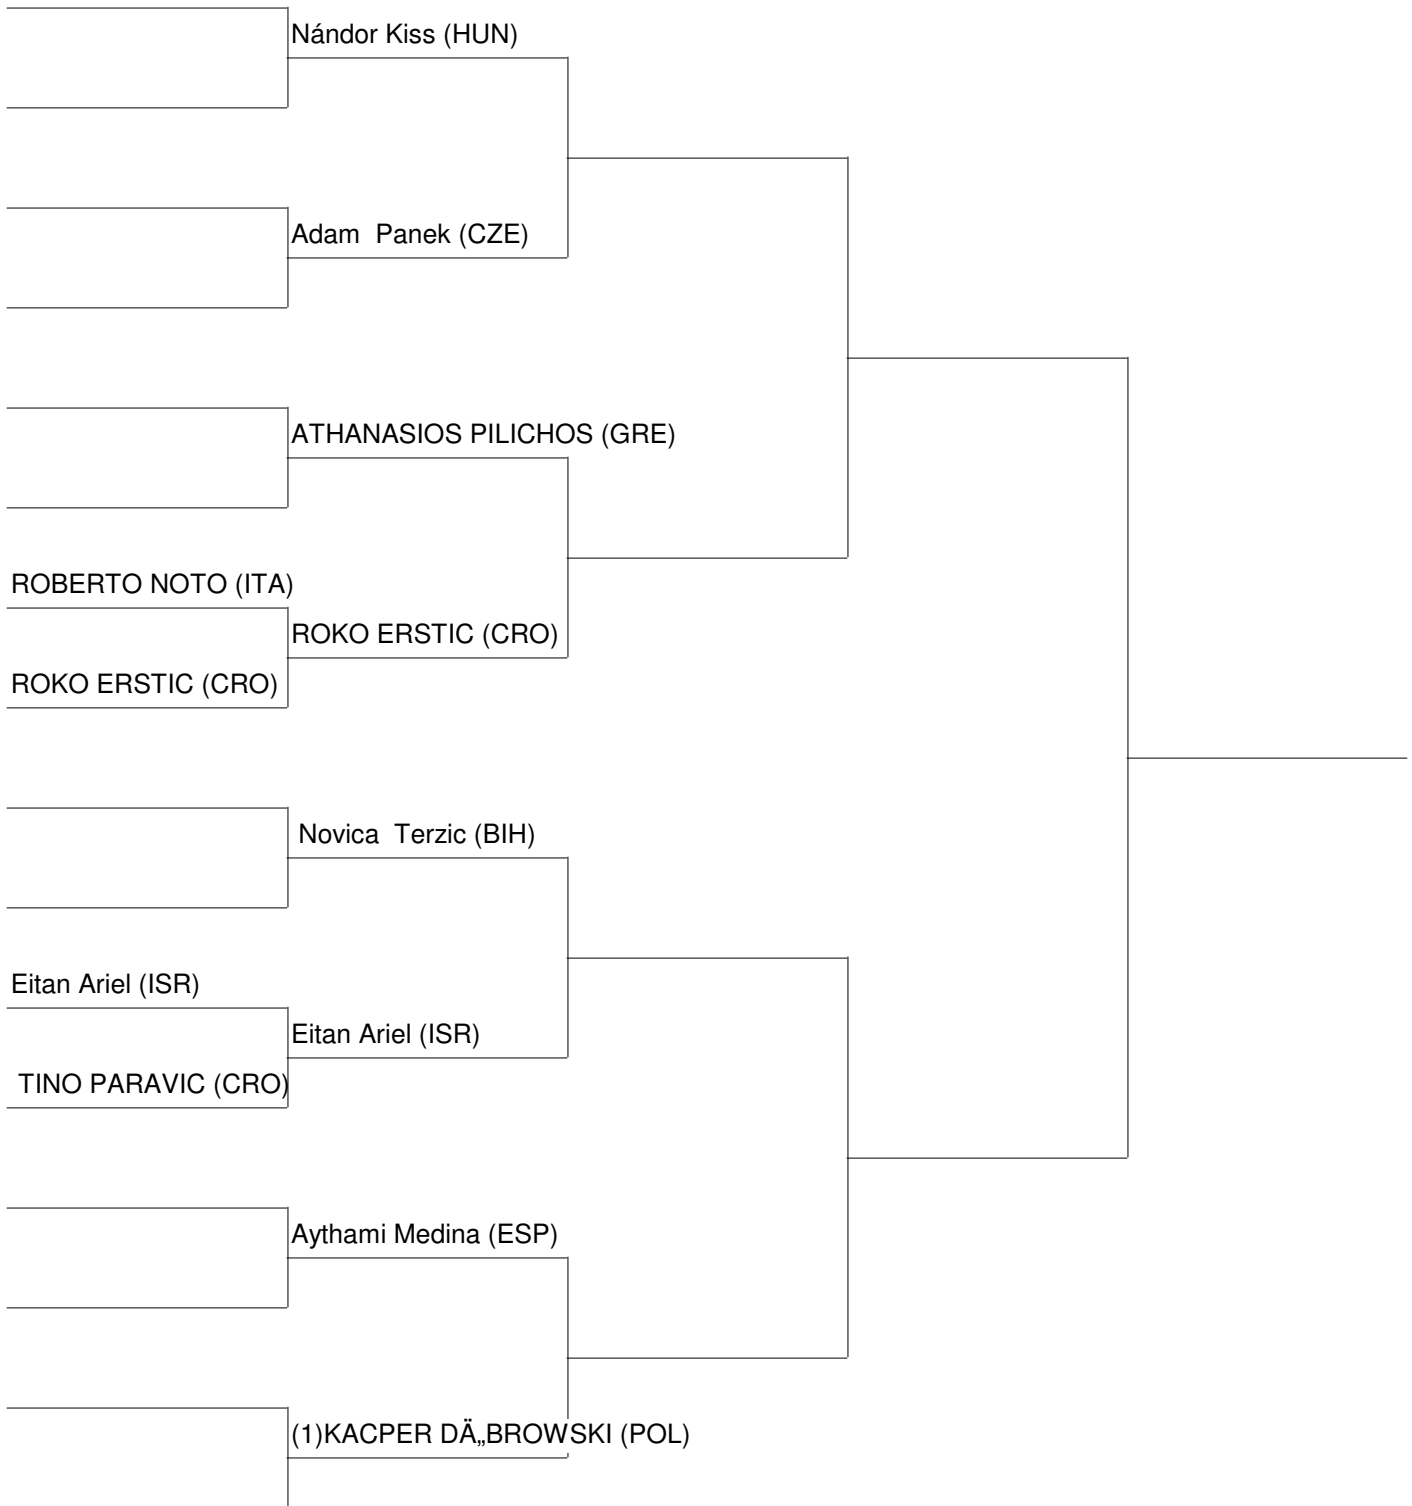 Nándor Kiss (HUN)
Adam  Panek (CZE)
ATHANASIOS PILICHOS (GRE)
ROBERTO NOTO (ITA)
ROKO ERSTIC (CRO)
ROKO ERSTIC (CRO)
Novica  Terzic (BIH)
Eitan Ariel (ISR)
Eitan Ariel (ISR)
TINO PARAVIC (CRO)
Aythami Medina (ESP)
(1)KACPER DÄ„BROWSKI (POL)